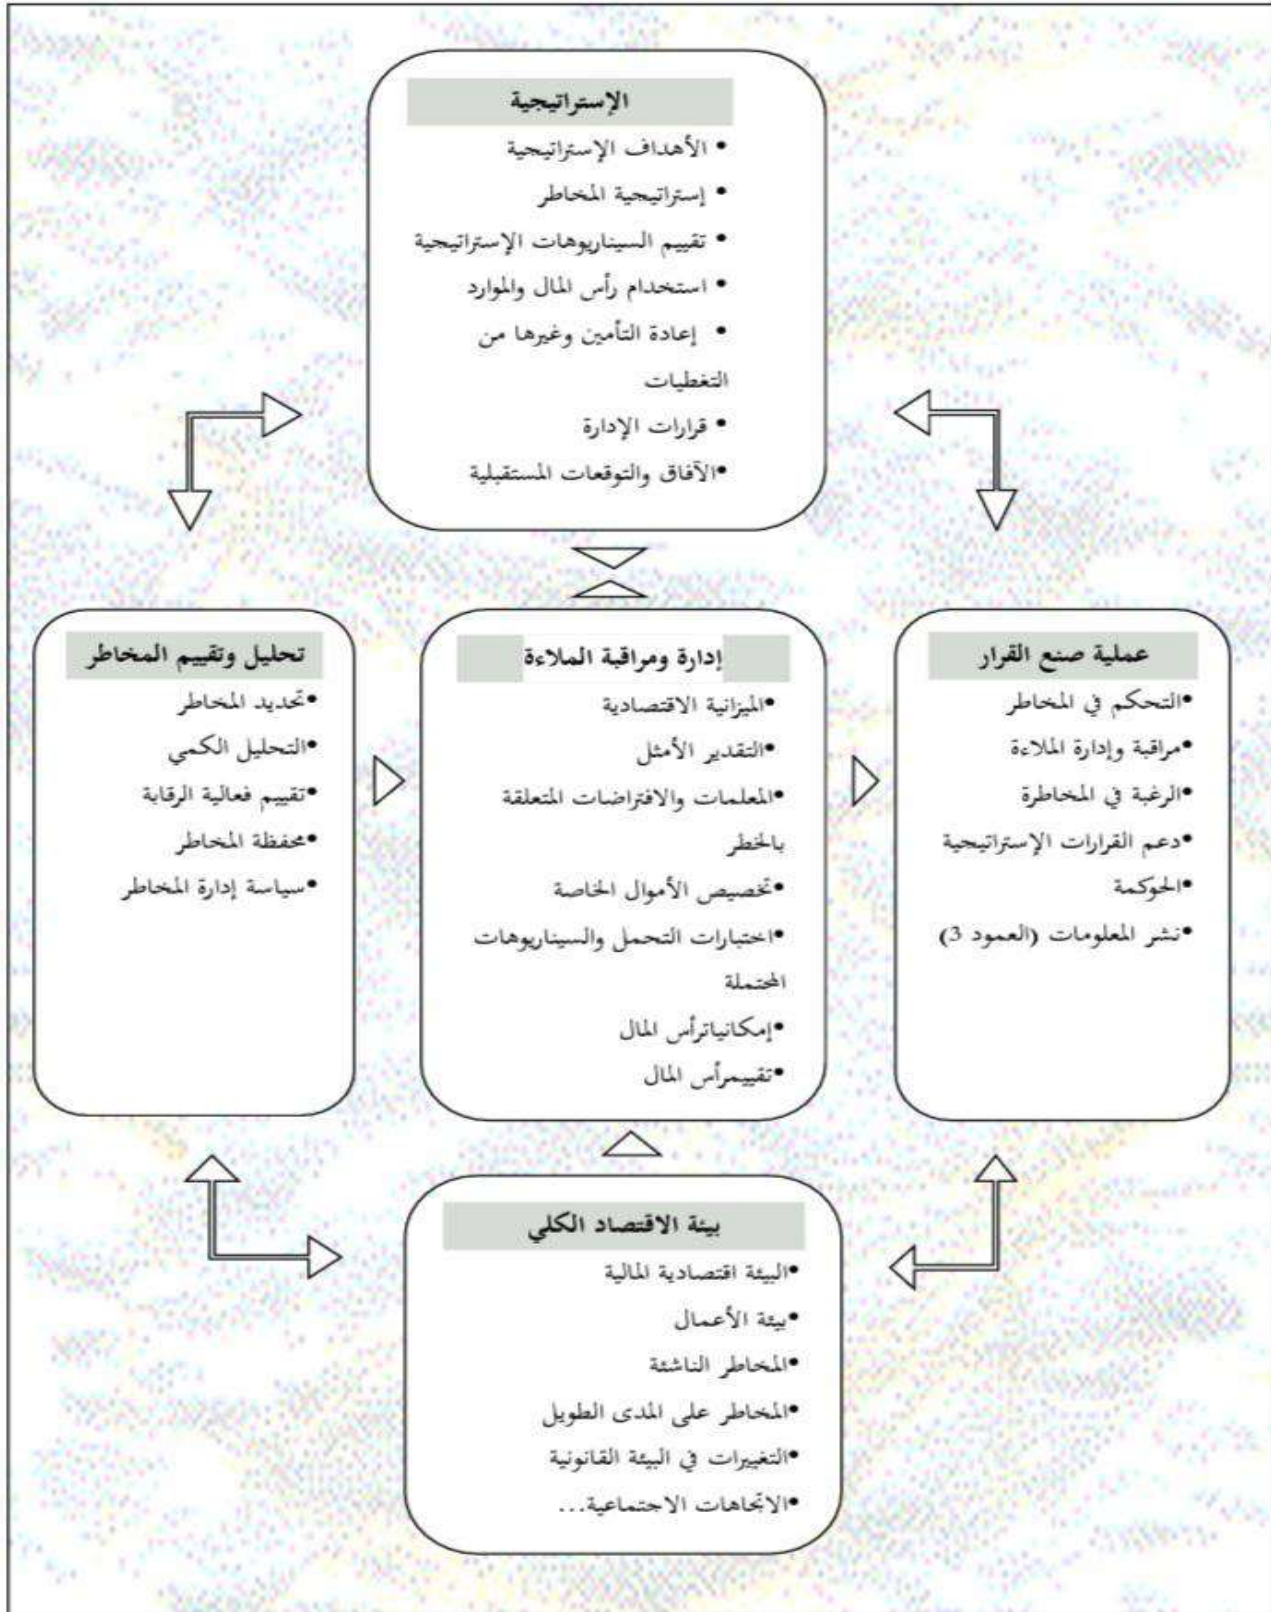 الإستراتيجية
• الأهداف الإستراتيجية
• إستراتيجية المخاطر
• تقييم السيناريوهات الإستراتيجية
• استخدام رأس المال والموارد
• إعادة التأمين وغيرها من
التغطيات
• قرارات الإدارة
•الآفاق والتوقعات المستقبلية
عملية صنع القرار
•التحكم في المخاطر
•مراقبة وإدارة الملاءة
•الرغبة في المخاطرة
•دعم القرارات الإستراتيجية
•الحوكمة
•نشر المعلومات (العمود 3)
إدارة ومراقبة الملاءة
•الميزانية الاقتصادية
•التقدير الأمثل
•المعلمات والافتراضات المتعلقة
بالخطر
•تخصيص الأموال الخاصة
•اختبارات التحمل والسيناريوهات
المحتملة
•إمكانياترأس المال
•تقييمرأس المال
تحليل وتقييم المخاطر
•تحديد المخاطر
•التحليل الكمي
•تقييم فعالية الرقابة
•محفظة المخاطر
•سياسة إدارة المخاطر
بيئة الاقتصاد الكلي
•البيئة اقتصادية المالية
•بيئة الأعمال
•المخاطر الناشئة
•المخاطر على المدى الطويل
•التغييرات في البيئة القانونية
•الاتجاهات الاجتماعية...